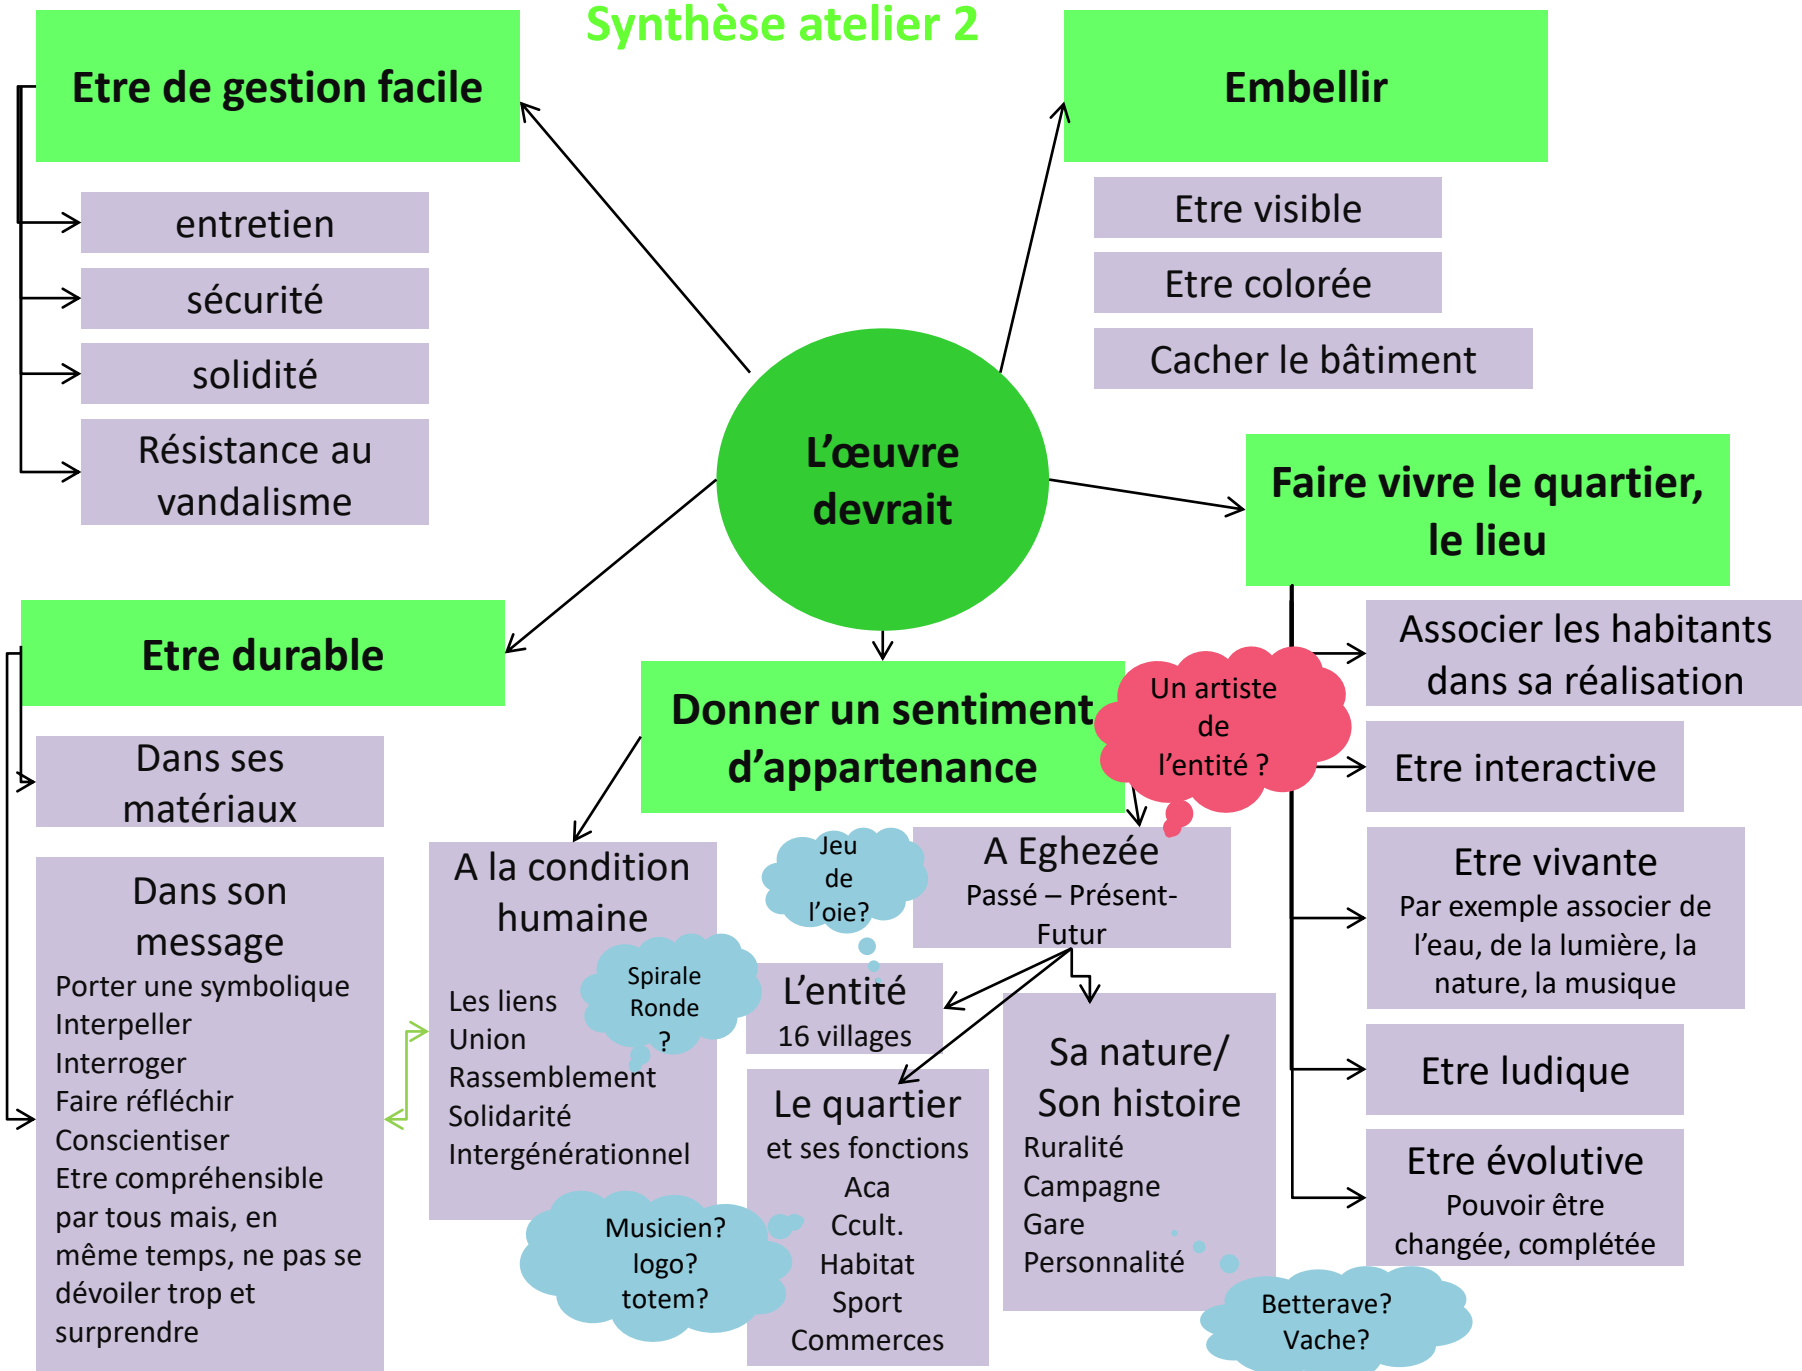 Synthèse atelier 2
Etre de gestion facile
entretien
sécurité
solidité
Résistance au
vandalisme
Embellir
Etre visible
Etre colorée
Cacher le bâtiment
L'œuvre
devrait
Faire vivre le quartier,
le lieu
Associer les habitants
dans sa réalisation
Etre interactive
Etre vivante
Par exemple associer de
l'eau, de la lumière, la
nature, la musique
Etre ludique
Etre évolutive
Pouvoir être
changée, complétée
Etre durable
Dans ses
matériaux
Dans son
message
Porter une symbolique
Interpeller
Interroger
Faire réfléchir
Conscientiser
Etre compréhensible
par tous mais, en
même temps, ne pas se
dévoiler trop et
surprendre
Donner un sentiment
d'appartenance
Un artiste
de
l'entité ?
A la condition
humaine
Les liens
Union
Rassemblement
Solidarité
Intergénérationnel
Spirale
Ronde
?
Jeu
de
l'oie?
A Eghezée
Passé – Présent-
Futur
L'entité
16 villages
Le quartier
et ses fonctions
Aca
Ccult.
Habitat
Sport
Commerces
Musicien?
logo?
totem?
Sa nature/
Son histoire
Ruralité
Campagne
Gare
Personnalité
Betterave?
Vache?